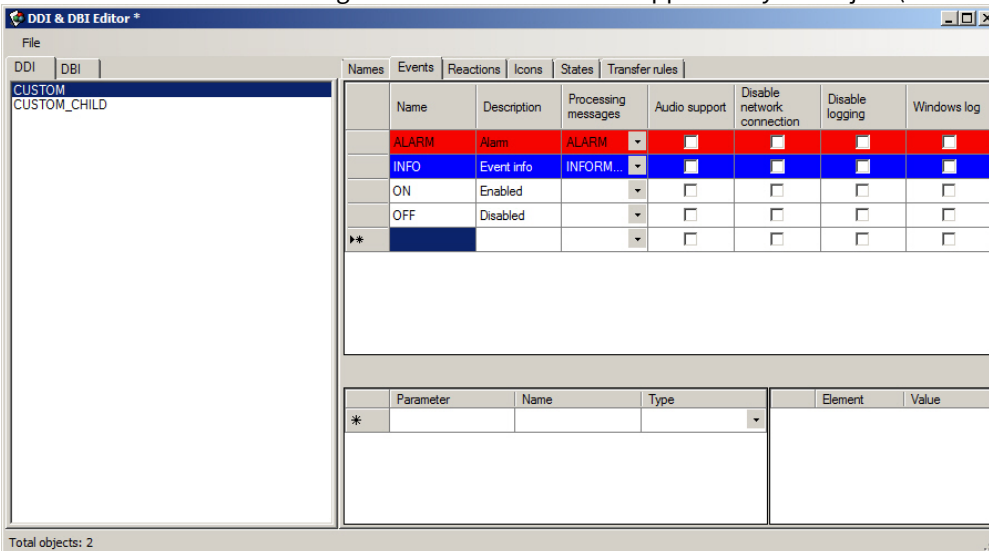 DDI & DBI Editor *
File
DDI DBI
Names Events Reactions Icons States Transfer rules
CUSTOM
CUSTOM_CHILD
Name Description Processing messages Audio support Disable network connection Disable logging Windows log
ALARM Alarm ALARM
INFO Event info INFORM...
ON Enabled
OFF Disabled
Parameter Name Type Element Value
Total objects: 2